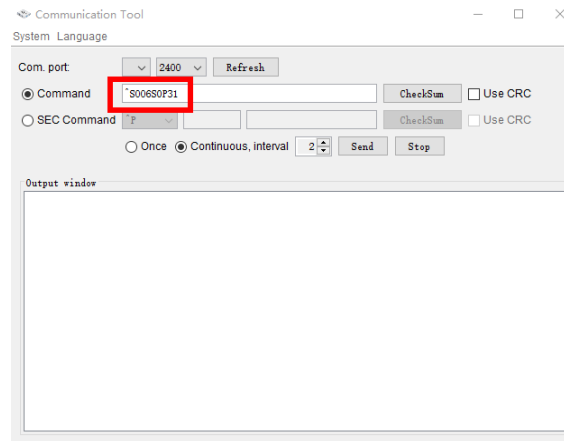 Communication Tool
System Language
Com. port: 2400 Refresh
Command ^S006S0P31 CheckSum Use CRC
SEC Command ^P CheckSum Use CRC
Once Continuous, interval 2 Send Stop
Output window